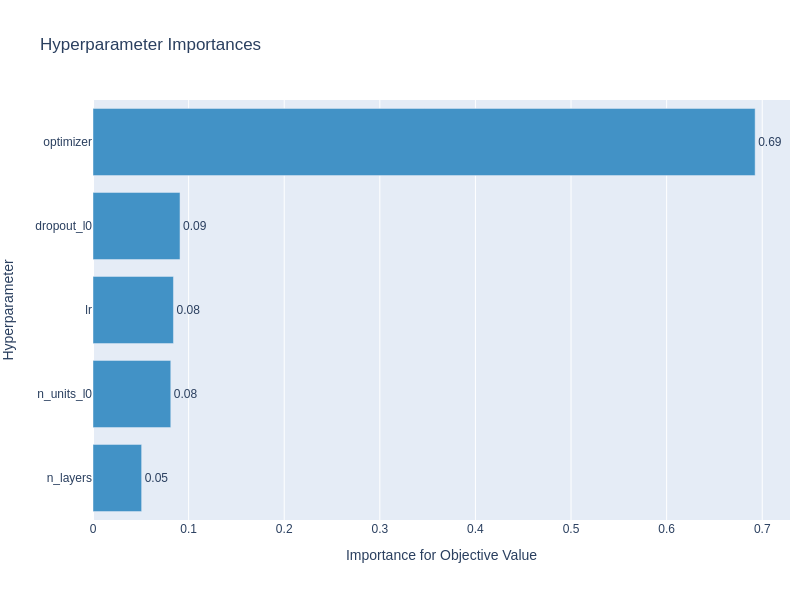 Hyperparameter Importances
optimizer 0.69
dropout_l0 0.09
lr 0.08
n_units_l0 0.08
n_layers 0.05
0 0.1 0.2 0.3 0.4 0.5 0.6 0.7
Importance for Objective Value
Hyperparameter